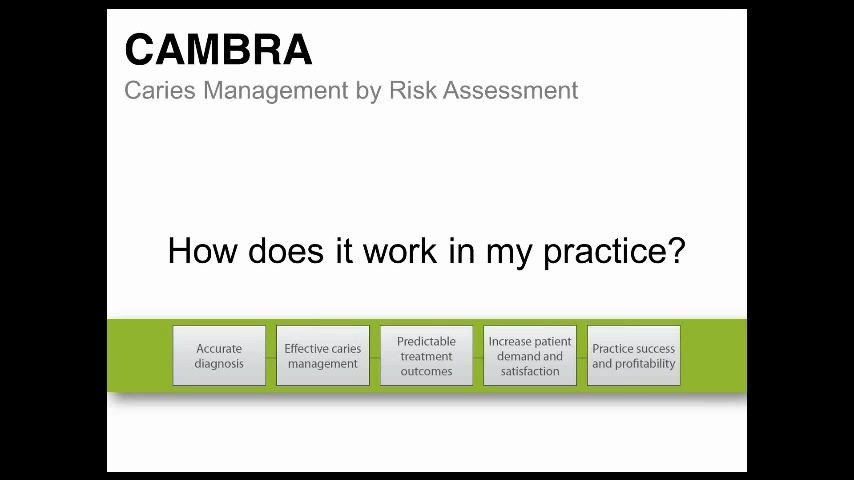 CAMBRA
Caries Management by Risk Assessment
How does it work in my practice?
Accurate
diagnosis
Effective caries
management
Predictable
treatment
outcomes
Increase patient
demand and
satisfaction
Practice success
and profitability